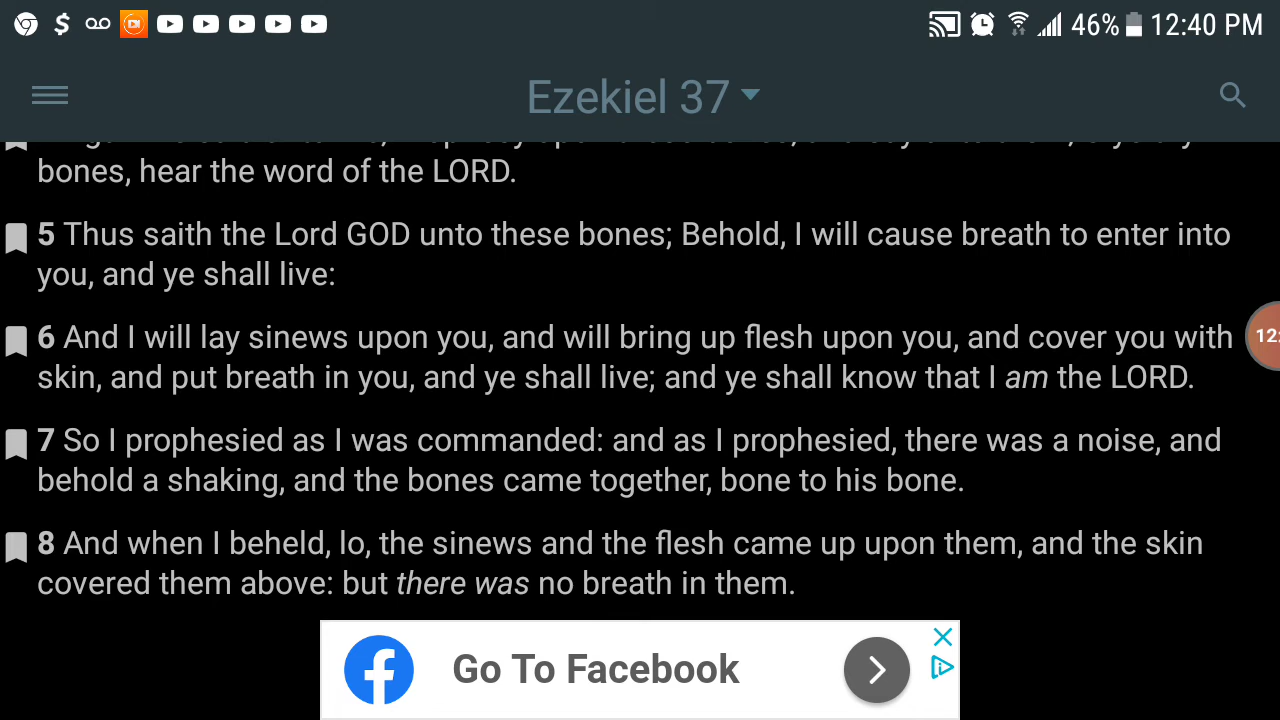 46% 12:40 PM
Ezekiel 37
bones, hear the word of the LORD.
5 Thus saith the Lord GOD unto these bones; Behold, I will cause breath to enter into
you, and ye shall live:
6 And I will lay sinews upon you, and will bring up flesh upon you, and cover you with
12:
skin, and put breath in you, and ye shall live; and ye shall know that I am the LORD.
7 So I prophesied as I was commanded: and as I prophesied, there was a noise, and
behold a shaking, and the bones came together, bone to his bone.
8 And when I beheld, lo, the sinews and the flesh came up upon them, and the skin
covered them above: but there was no breath in them.
Go To Facebook